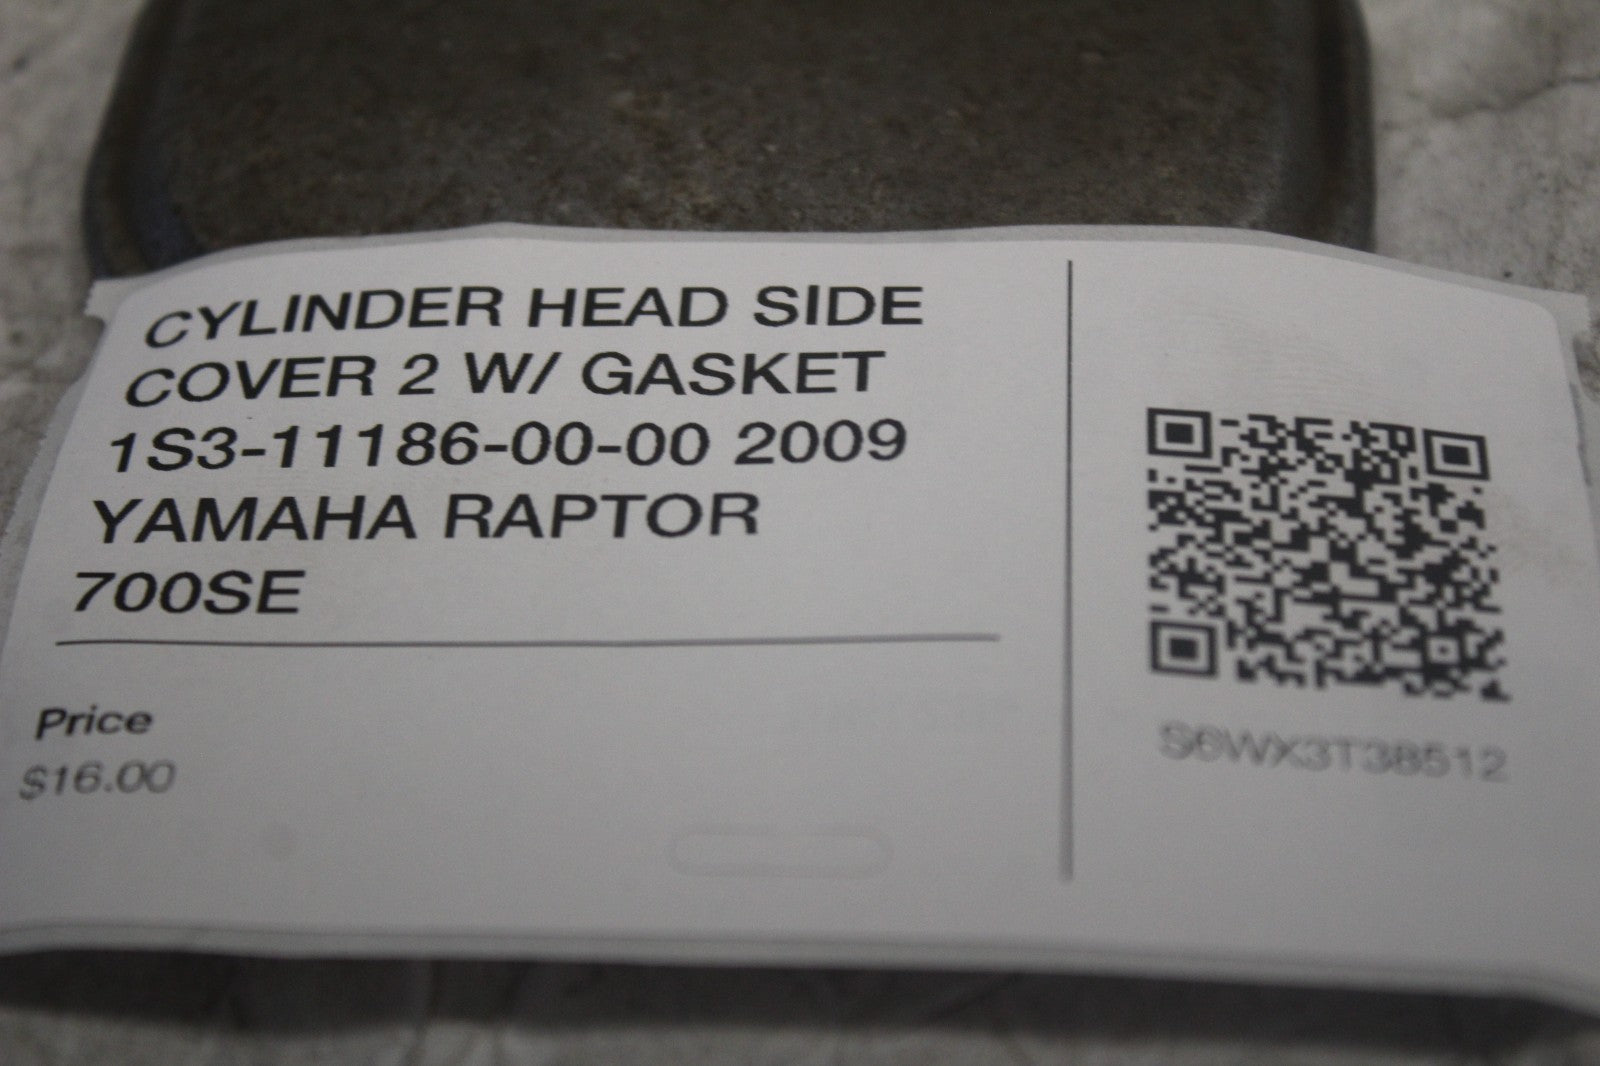 CYLINDER HEAD SIDE
COVER 2 W/ GASKET
1S3-11186-00-00 2009
YAMAHA RAPTOR
700SE
Price
$16.00
S6WX3T38512